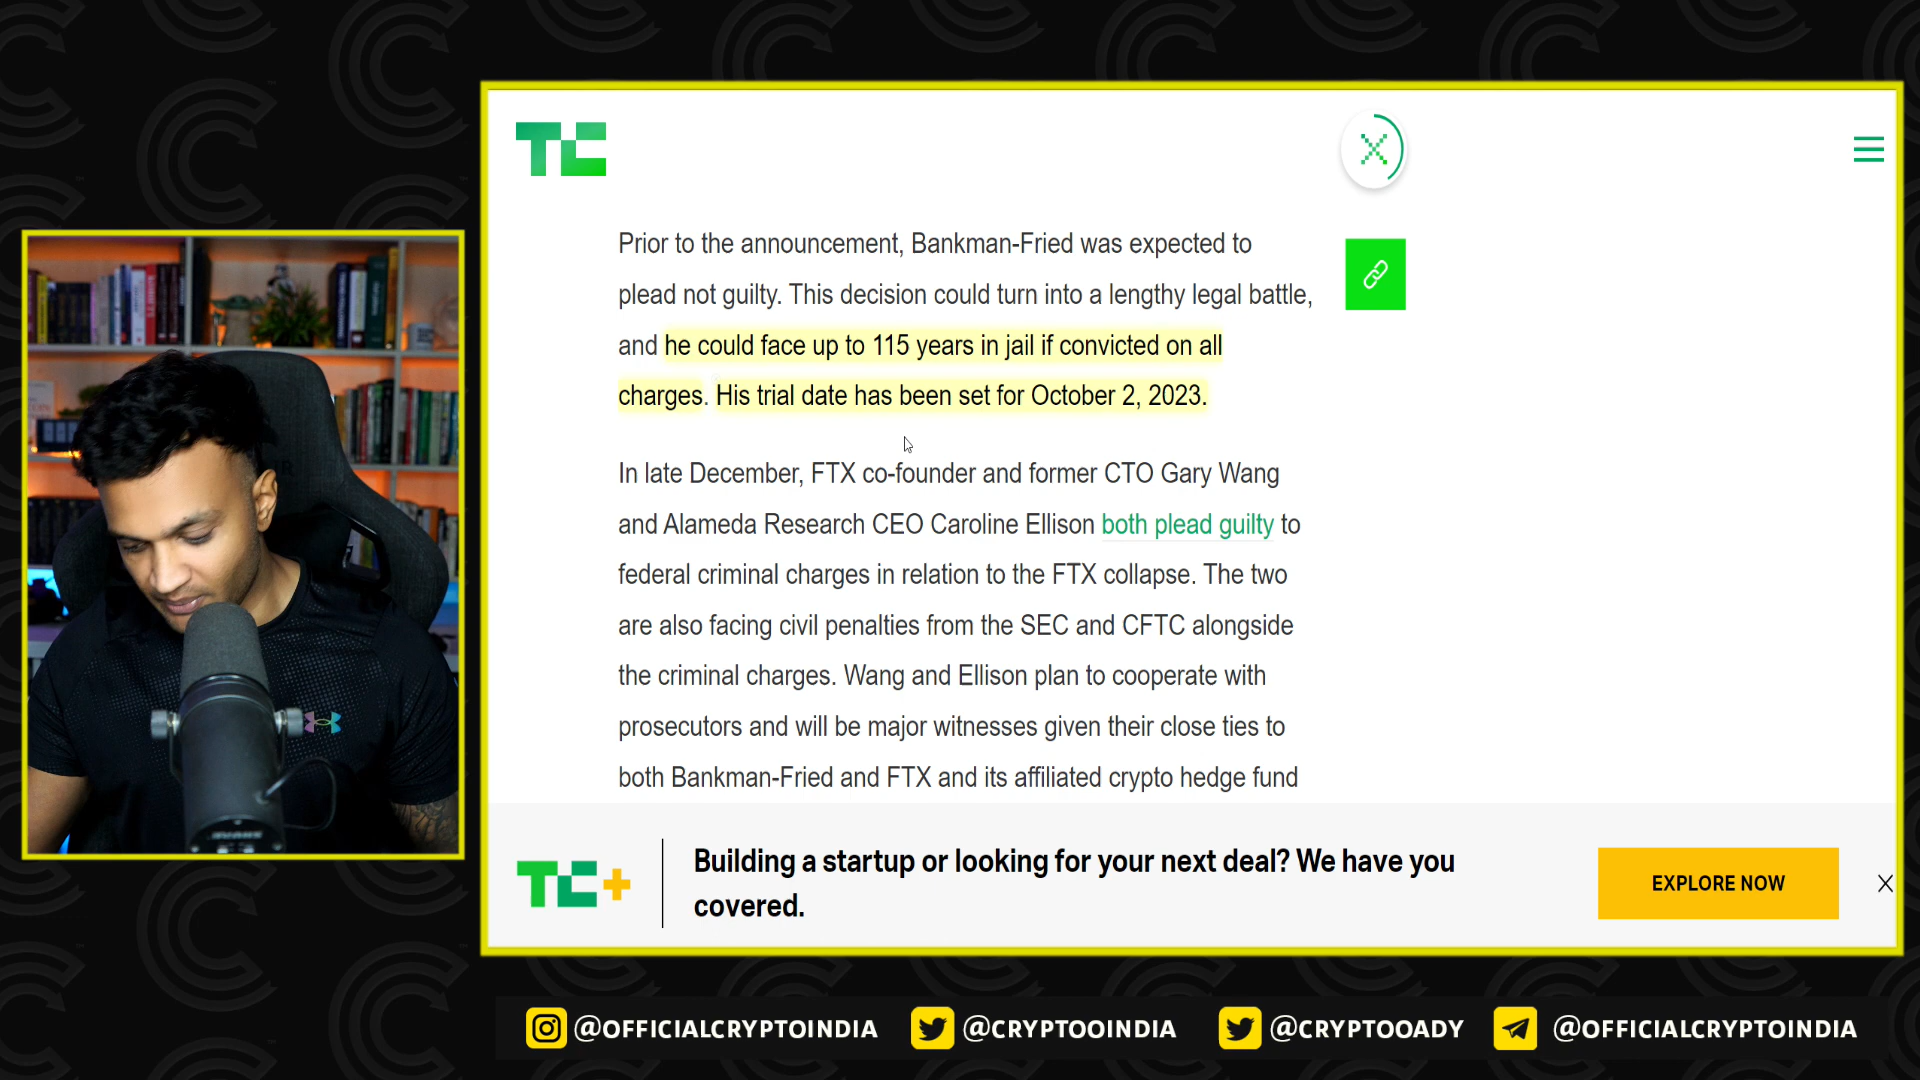 TC
Prior to the announcement, Bankman-Fried was expected to
plead not guilty. This decision could turn into a lengthy legal battle,
and he could face up to 115 years in jail if convicted on all
charges. His trial date has been set for October 2, 2023.
In late December, FTX co-founder and former CTO Gary Wang
and Alameda Research CEO Caroline Ellison both plead guilty to
federal criminal charges in relation to the FTX collapse. The two
are also facing civil penalties from the SEC and CFTC alongside
the criminal charges. Wang and Ellison plan to cooperate with
prosecutors and will be major witnesses given their close ties to
both Bankman-Fried and FTX and its affiliated crypto hedge fund
TC+
Building a startup or looking for your next deal? We have you
covered.
EXPLORE NOW
@OFFICIALCRYPTOINDIA @CRYPTOOINDIA @CRYPTOOADY @OFFICIALCRYPTOINDIA